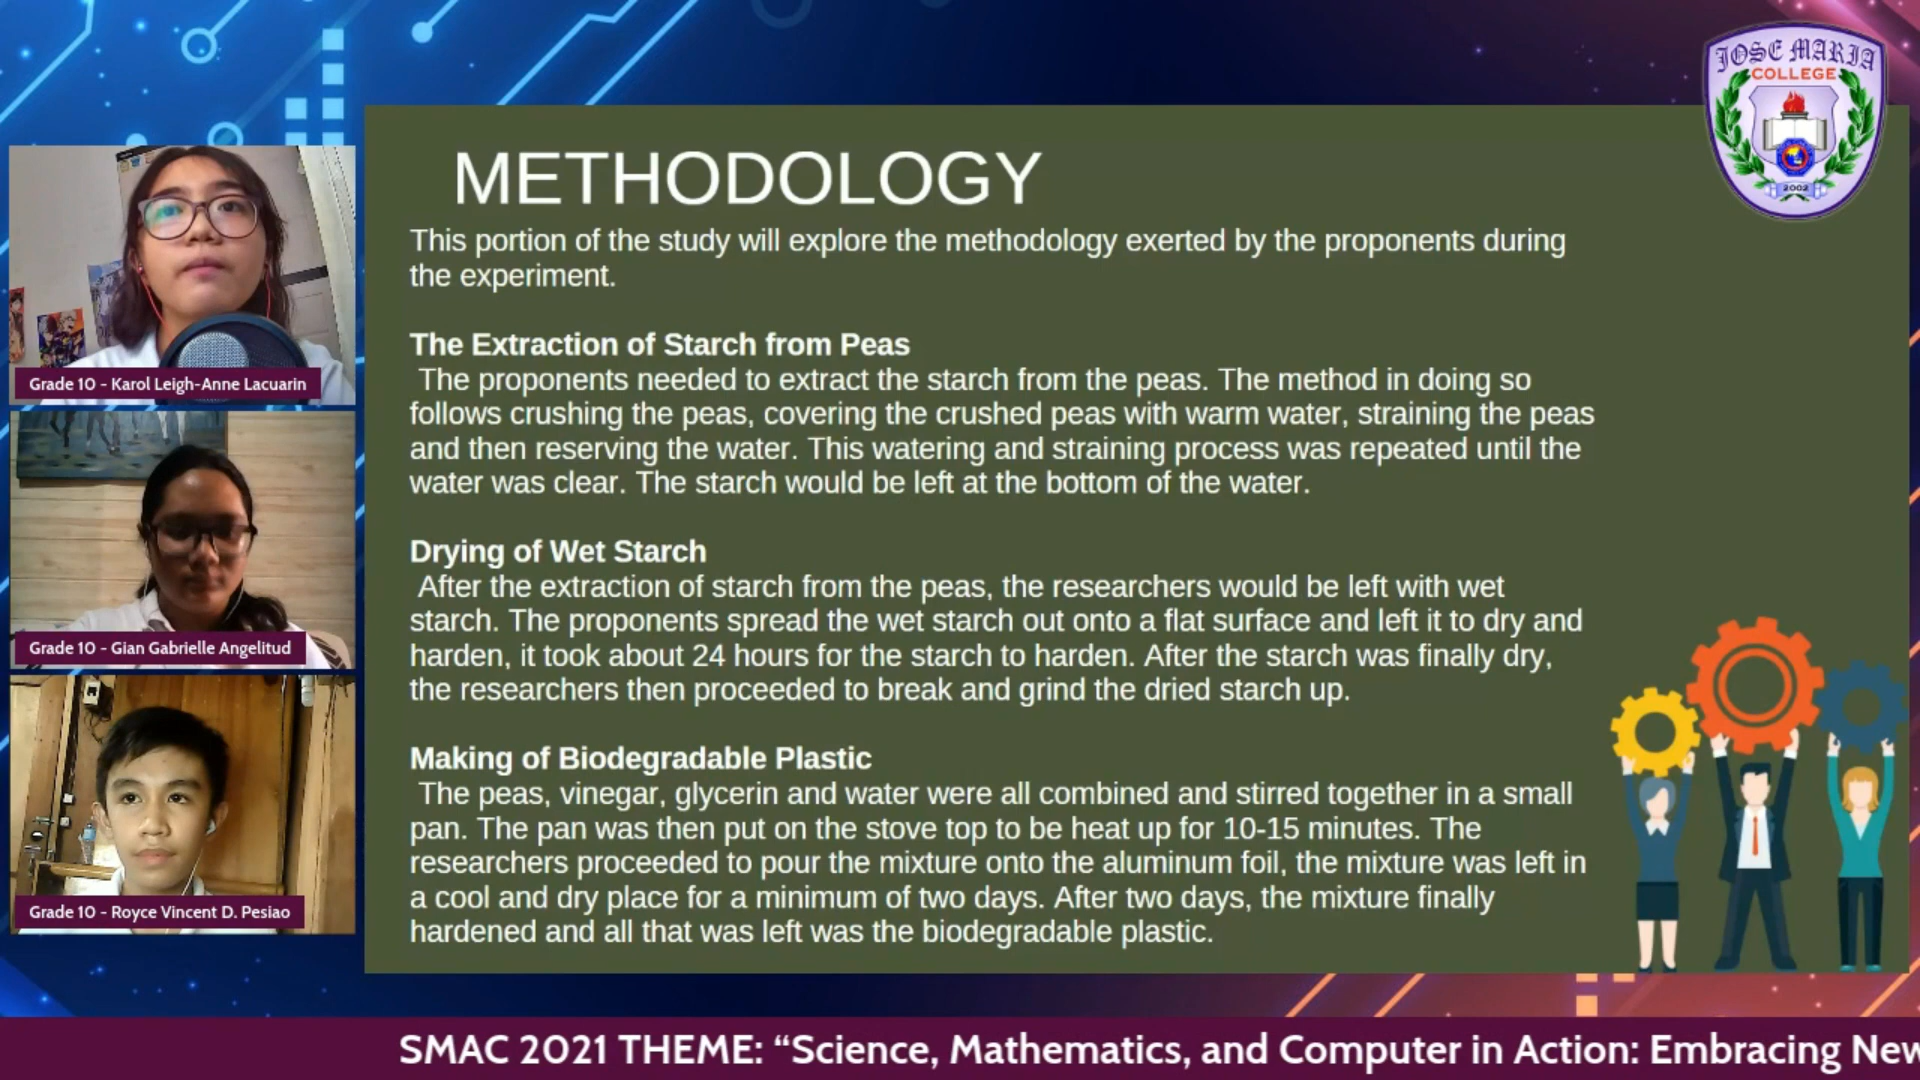 JOSE MARIA
COLLEGE
2002
METHODOLOGY
This portion of the study will explore the methodology exerted by the proponents during
the experiment.
The Extraction of Starch from Peas
The proponents needed to extract the starch from the peas. The method in doing so
follows crushing the peas, covering the crushed peas with warm water, straining the peas
and then reserving the water. This watering and straining process was repeated until the
water was clear. The starch would be left at the bottom of the water.
Drying of Wet Starch
After the extraction of starch from the peas, the researchers would be left with wet
starch. The proponents spread the wet starch out onto a flat surface and left it to dry and
harden, it took about 24 hours for the starch to harden. After the starch was finally dry,
the researchers then proceeded to break and grind the dried starch up.
Making of Biodegradable Plastic
The peas, vinegar, glycerin and water were all combined and stirred together in a small
pan. The pan was then put on the stove top to be heat up for 10-15 minutes. The
researchers proceeded to pour the mixture onto the aluminum foil, the mixture was left in
a cool and dry place for a minimum of two days. After two days, the mixture finally
hardened and all that was left was the biodegradable plastic.
Grade 10 - Karol Leigh-Anne Lacuarin
Grade 10 - Gian Gabrielle Angelitud
Grade 10 - Royce Vincent D. Pesiao
SMAC 2021 THEME: “Science, Mathematics, and Computer in Action: Embracing New